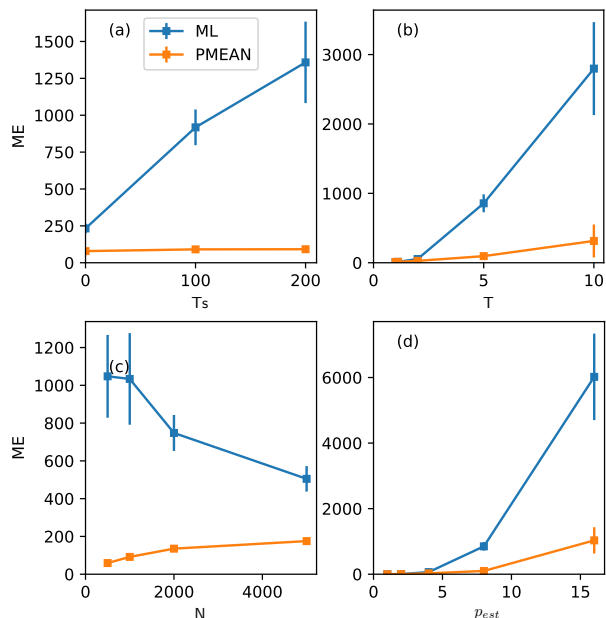 (a)
ML
PMEAN
ME
1500
1250
1000
750
500
250
0
0 100 200
Ts
(b)
3000
2000
1000
0
0 5 10
T
(c)
ME
1200
1000
800
600
400
200
0
0 2000 4000
N
(d)
6000
4000
2000
0
0 5 10 15
p_est